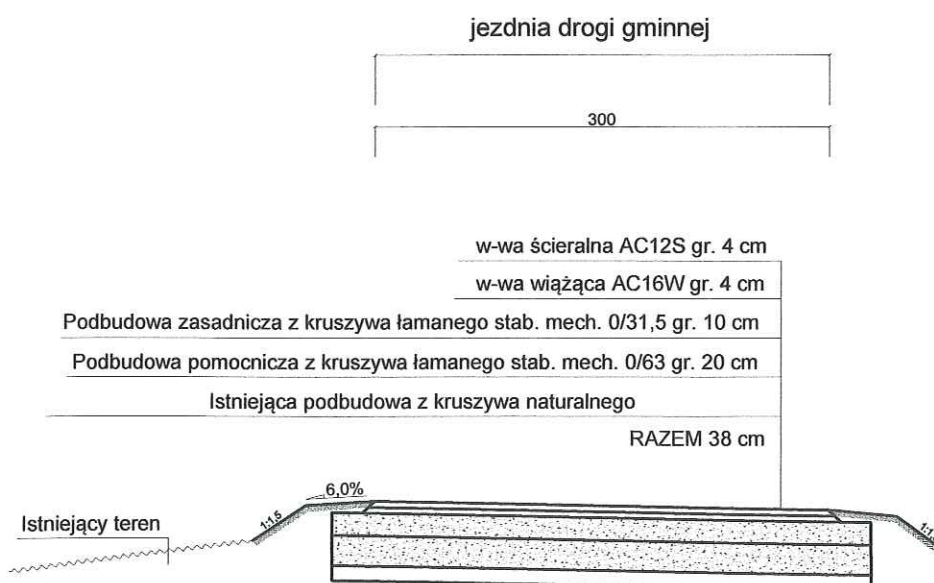 jezdnia drogi gminnej
300
w-wa ścieralna AC12S gr. 4 cm
w-wa wiążąca AC16W gr. 4 cm
Podbudowa zasadnicza z kruszywa łamanego stab. mech. 0/31,5 gr. 10 cm
Podbudowa pomocnicza z kruszywa łamanego stab. mech. 0/63 gr. 20 cm
Istniejąca podbudowa z kruszywa naturalnego
RAZEM 38 cm
6,0%
1:1,5
Istniejący teren